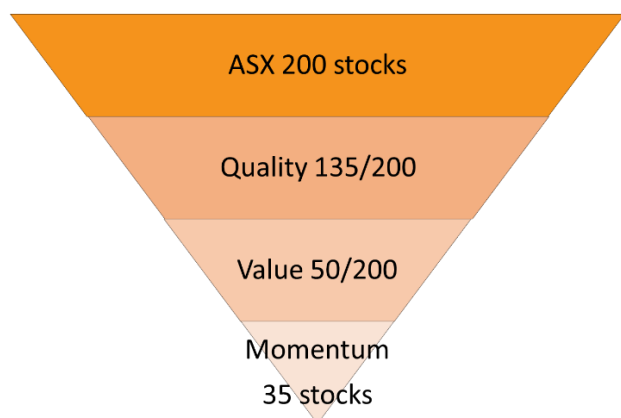 ASX 200 stocks
Quality 135/200
Value 50/200
Momentum
35 stocks